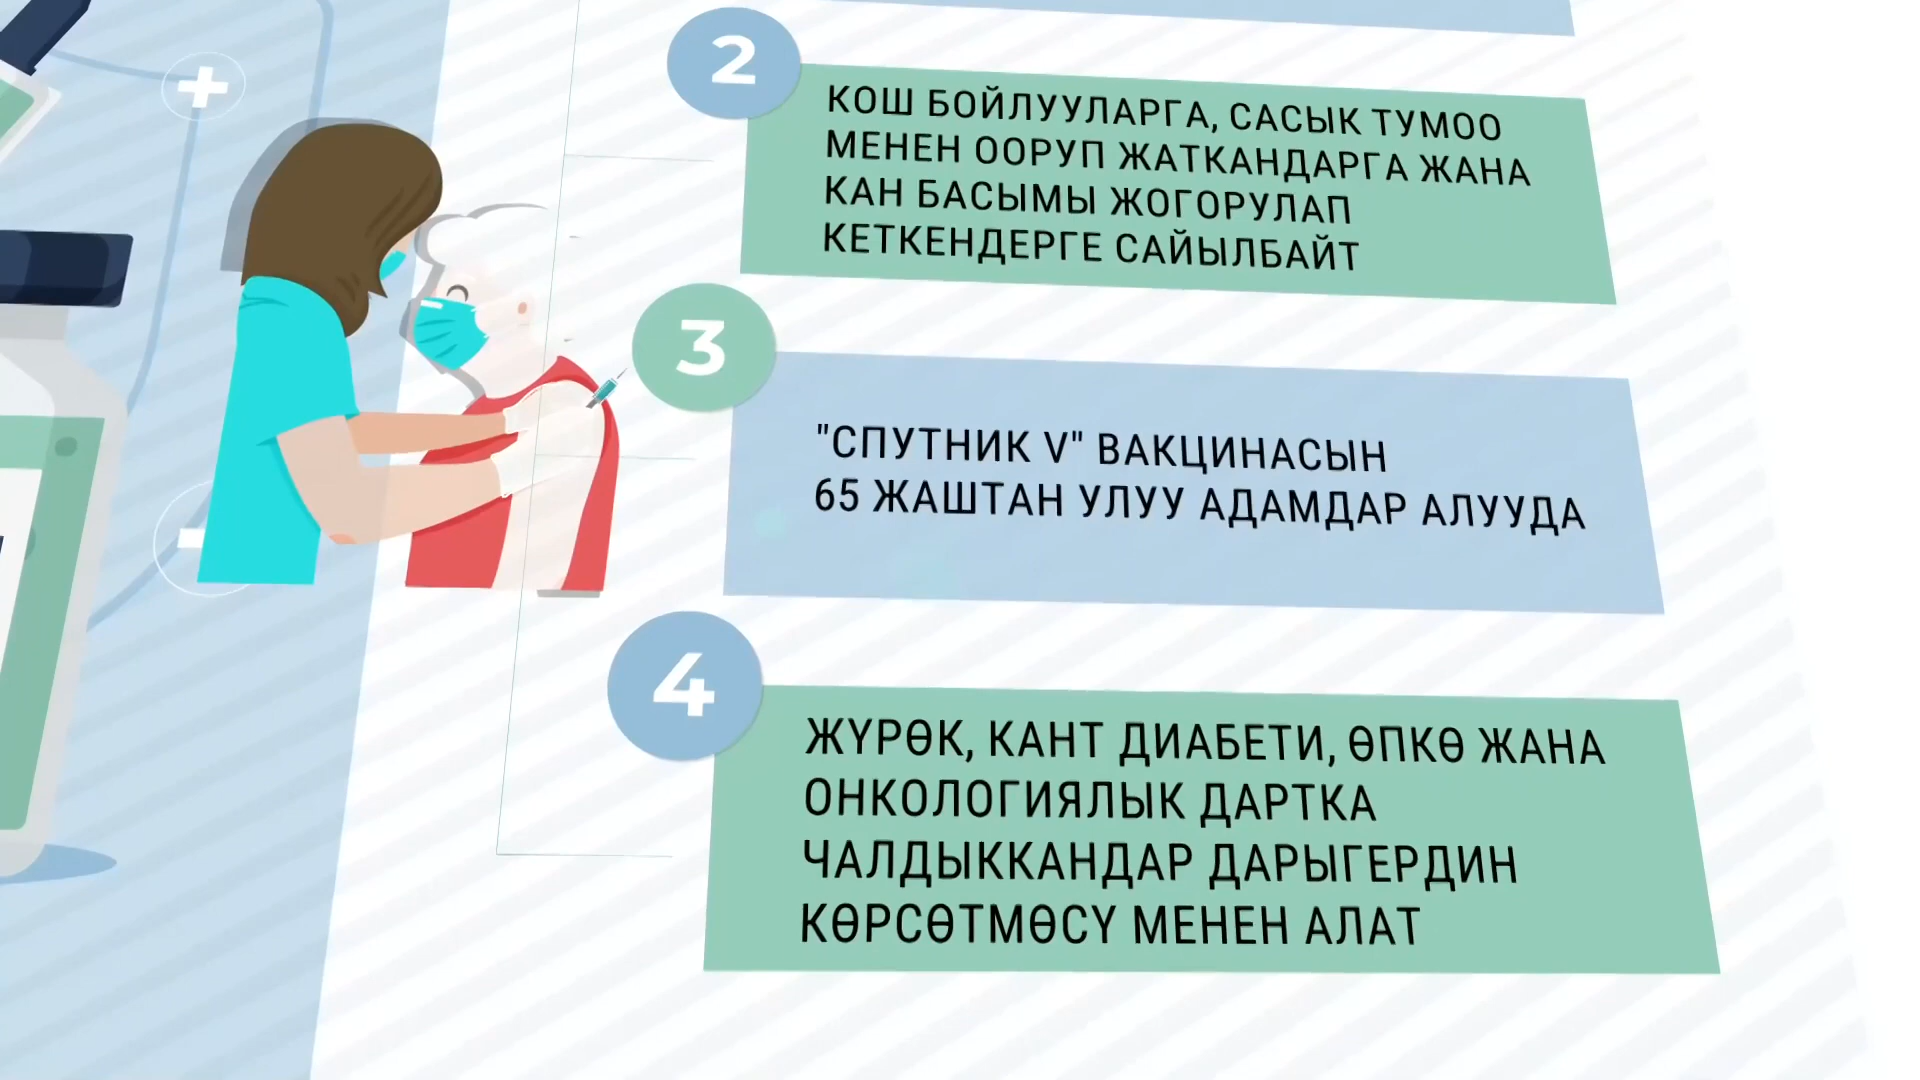 2
КОШ БОЙЛУУЛАРГА, САСЫК ТУМОО
МЕНЕН ООРУП ЖАТКАНДАРГА ЖАНА
КАН БАСЫМЫ ЖОГОРУЛАП
КЕТКЕНДЕРГЕ САЙЫЛБАЙТ
3
"СПУТНИК V" ВАКЦИНАСЫН
65 ЖАШТАН УЛУУ АДАМДАР АЛУУДА
4
ЖҮРӨК, КАНТ ДИАБЕТИ, ӨПКӨ ЖАНА
ОНКОЛОГИЯЛЫК ДАРТКА
ЧАЛДЫККАНДАР ДАРЫГЕРДИН
КӨРСӨТМӨСҮ МЕНЕН АЛАТ